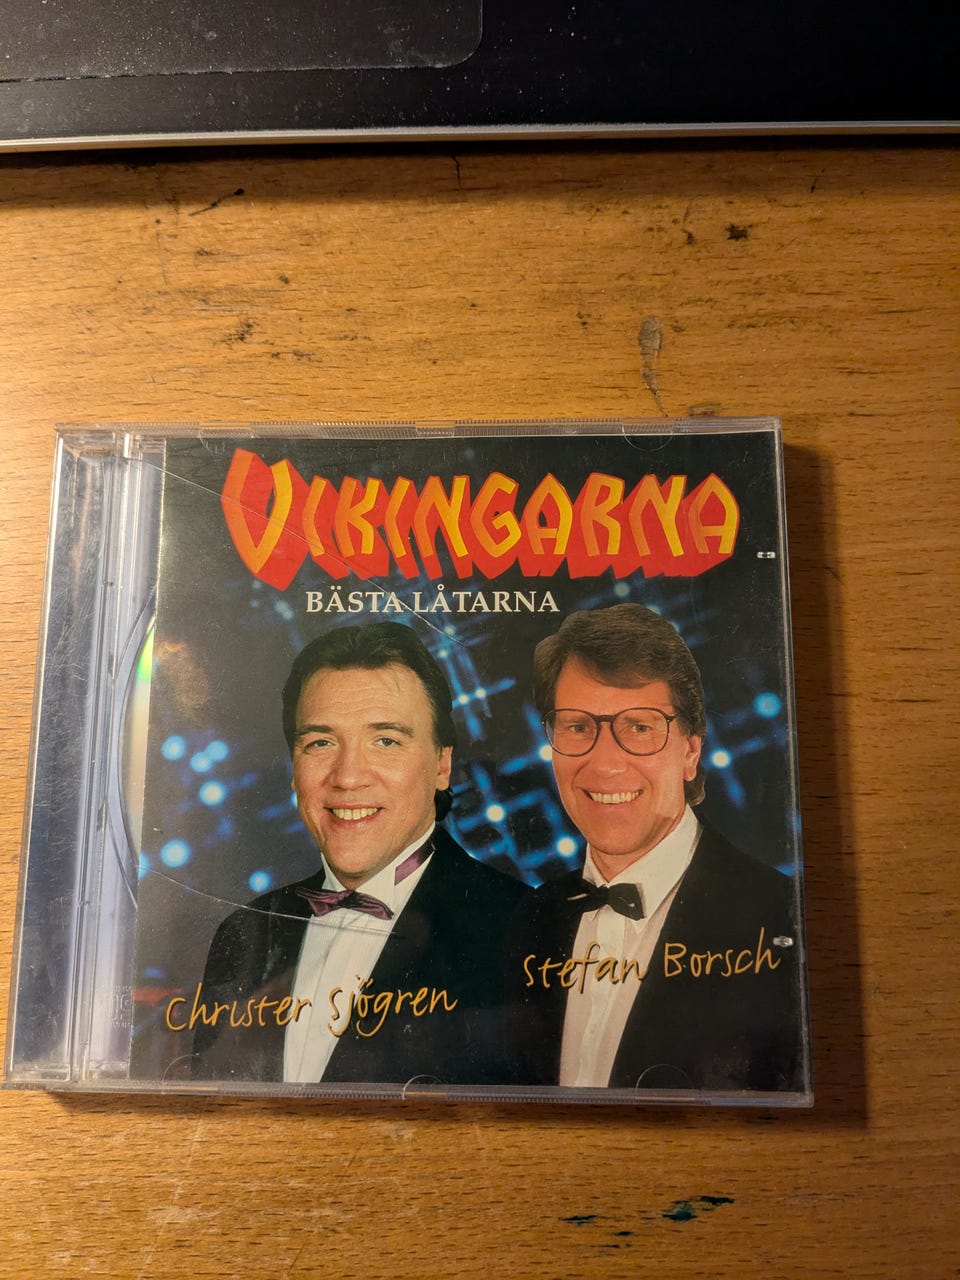 VIKINGARNA
BÄSTA LÅTARNA
Stefan Borsch
Christer Sjögren